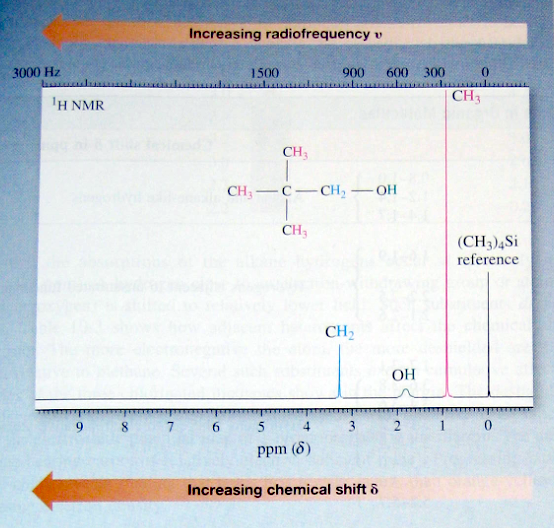 Increasing radiofrequency ν
3000 Hz 1500 900 600 300 0
¹H NMR
CH₃
CH₃
CH₃—C—CH₂—OH
CH₃
(CH₃)₄Si
reference
CH₂
OH
9 8 7 6 5 4 3 2 1 0
ppm (δ)
Increasing chemical shift δ